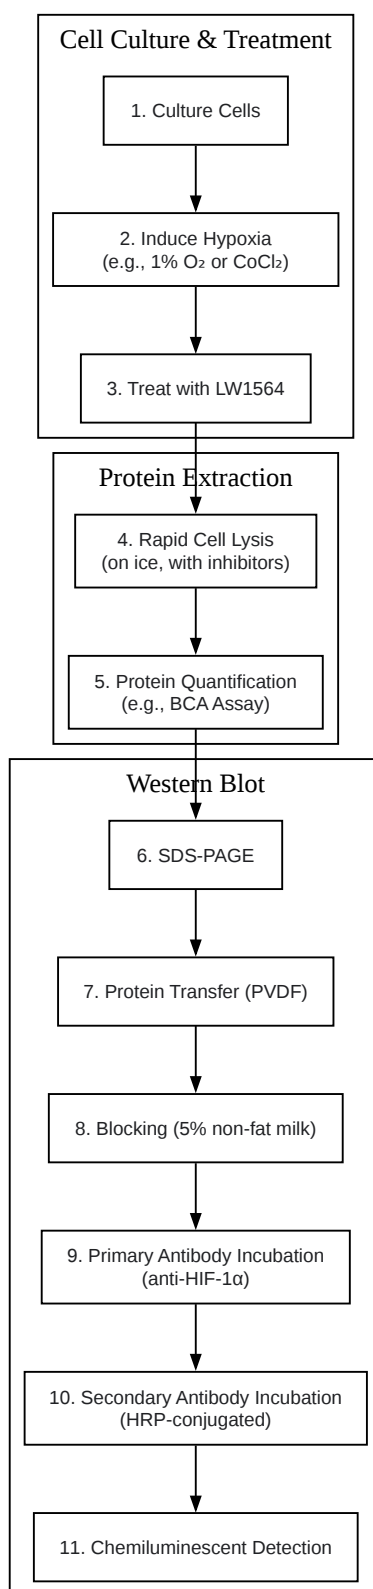 Cell Culture & Treatment
1. Culture Cells
2. Induce Hypoxia
(e.g., 1% O₂ or CoCl₂)
3. Treat with LW1564
Protein Extraction
4. Rapid Cell Lysis
(on ice, with inhibitors)
5. Protein Quantification
(e.g., BCA Assay)
Western Blot
6. SDS-PAGE
7. Protein Transfer (PVDF)
8. Blocking (5% non-fat milk)
9. Primary Antibody Incubation
(anti-HIF-1α)
10. Secondary Antibody Incubation
(HRP-conjugated)
11. Chemiluminescent Detection